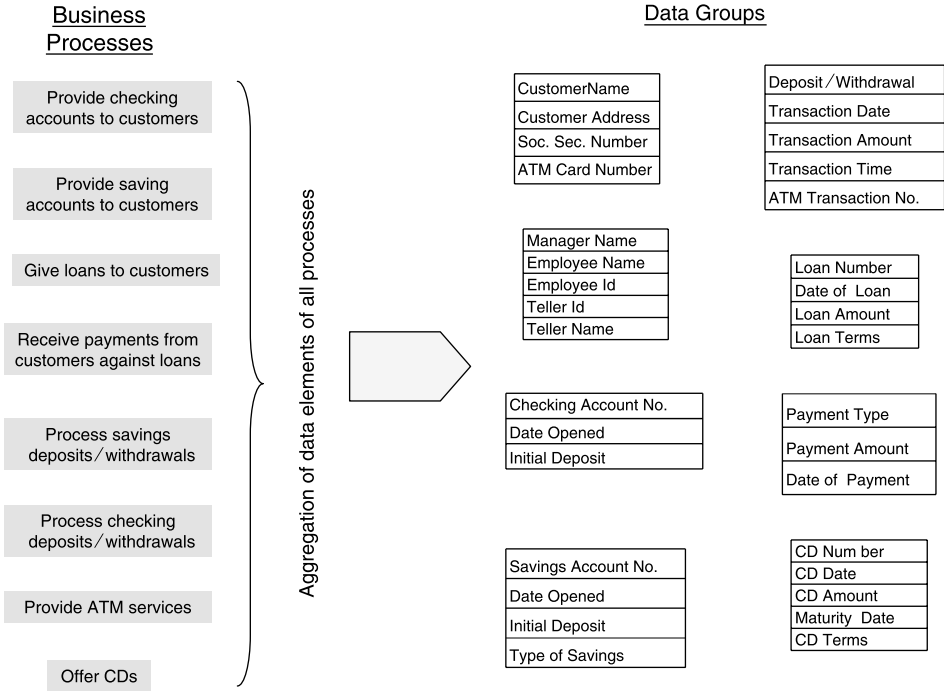 Business
Processes
Provide checking
accounts to customers
Provide saving
accounts to customers
Give loans to customers
Receive payments from
customers against loans
Process savings
deposits/withdrawals
Process checking
deposits/withdrawals
Provide ATM services
Offer CDs
Aggregation of data elements of all processes
Data Groups
CustomerName
Customer Address
Soc. Sec. Number
ATM Card Number
Manager Name
Employee Name
Employee Id
Teller Id
Teller Name
Checking Account No.
Date Opened
Initial Deposit
Savings Account No.
Date Opened
Initial Deposit
Type of Savings
Deposit/Withdrawal
Transaction Date
Transaction Amount
Transaction Time
ATM Transaction No.
Loan Number
Date of Loan
Loan Amount
Loan Terms
Payment Type
Payment Amount
Date of Payment
CD Num ber
CD Date
CD Amount
Maturity Date
CD Terms